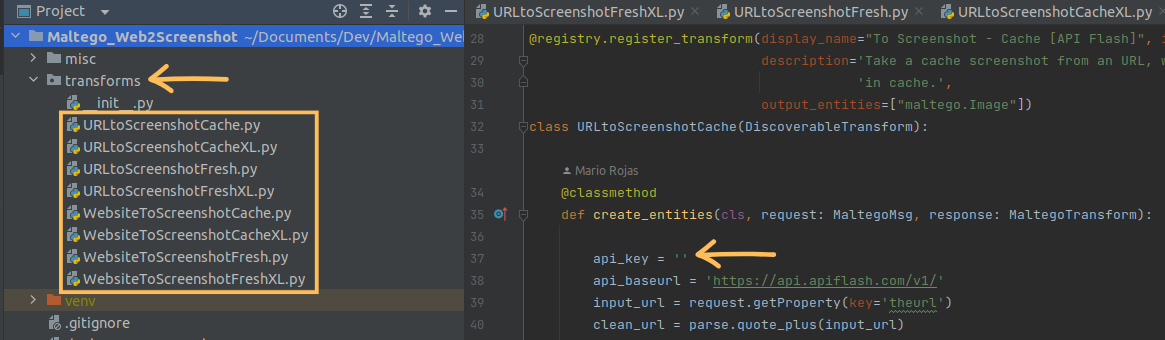 Project
Maltego_Web2Screenshot ~/Documents/Dev/Maltego_Web
misc
transforms
__init__.py
URLtoScreenshotCache.py
URLtoScreenshotCacheXL.py
URLtoScreenshotFresh.py
URLtoScreenshotFreshXL.py
WebsiteToScreenshotCache.py
WebsiteToScreenshotCacheXL.py
WebsiteToScreenshotFresh.py
WebsiteToScreenshotFreshXL.py
venv
.gitignore
URLtoScreenshotFreshXL.py URLtoScreenshotFresh.py URLtoScreenshotCacheXL.py
28 @registry.register_transform(display_name="To Screenshot - Cache [API Flash]", i
29 description='Take a cache screenshot from an URL, w
30 'in cache.',
31 output_entities=["maltego.Image"])
32 class URLtoScreenshotCache(DiscoverableTransform):
33
Mario Rojas
34 @classmethod
35 def create_entities(cls, request: MaltegoMsg, response: MaltegoTransform):
36
37 api_key = ''
38 api_baseurl = 'https://api.apiflash.com/v1/'
39 input_url = request.getProperty(key='theurl')
40 clean_url = parse.quote_plus(input_url)